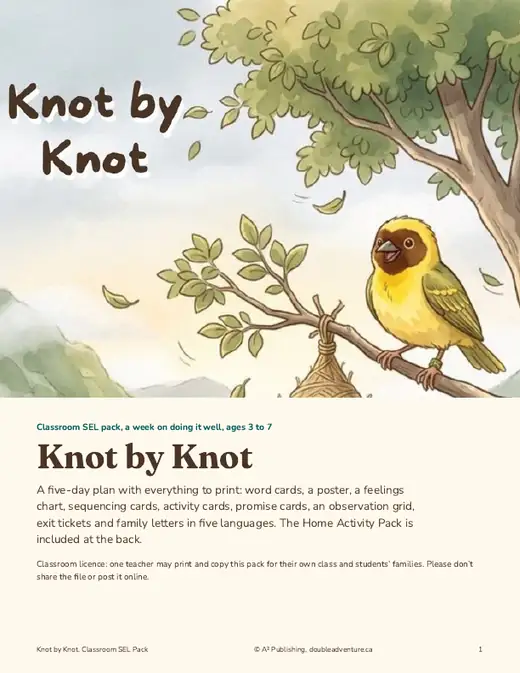 Knot by
Knot
Classroom SEL pack, a week on doing it well, ages 3 to 7
Knot by Knot
A five-day plan with everything to print: word cards, a poster, a feelings
chart, sequencing cards, activity cards, promise cards, an observation grid,
exit tickets and family letters in five languages. The Home Activity Pack is
included at the back.
Classroom licence: one teacher may print and copy this pack for their own class and students' families. Please don't
share the file or post it online.
Knot by Knot. Classroom SEL Pack
© A³ Publishing, doubleadventure.ca
1